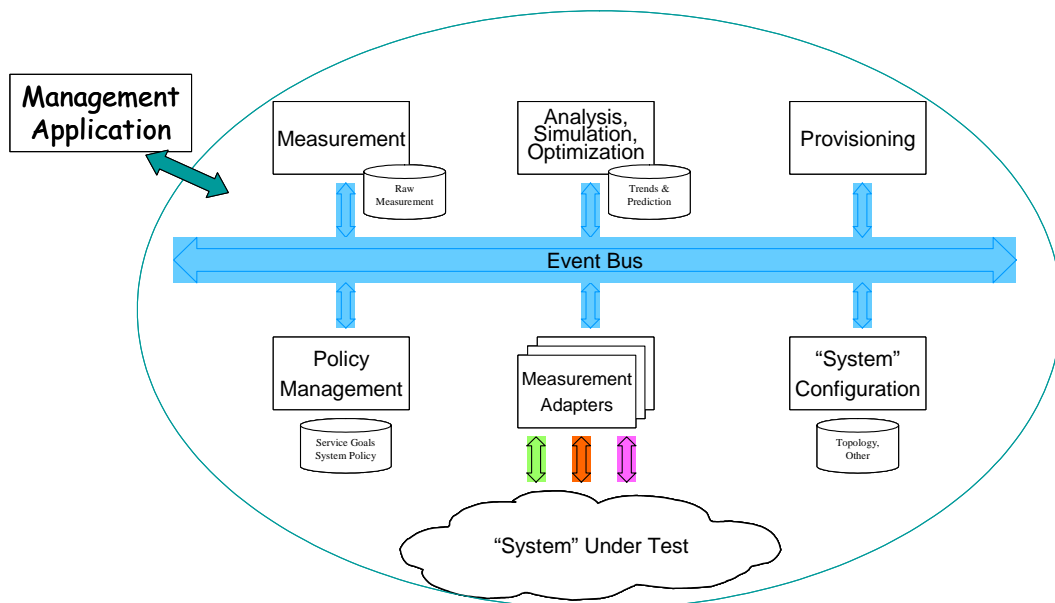 Management
Application
Measurement
Raw
Measurement
Analysis,
Simulation,
Optimization
Trends &
Prediction
Provisioning
Event Bus
Policy
Management
Service Goals
System Policy
Measurement
Adapters
“System”
Configuration
Topology,
Other
“System” Under Test